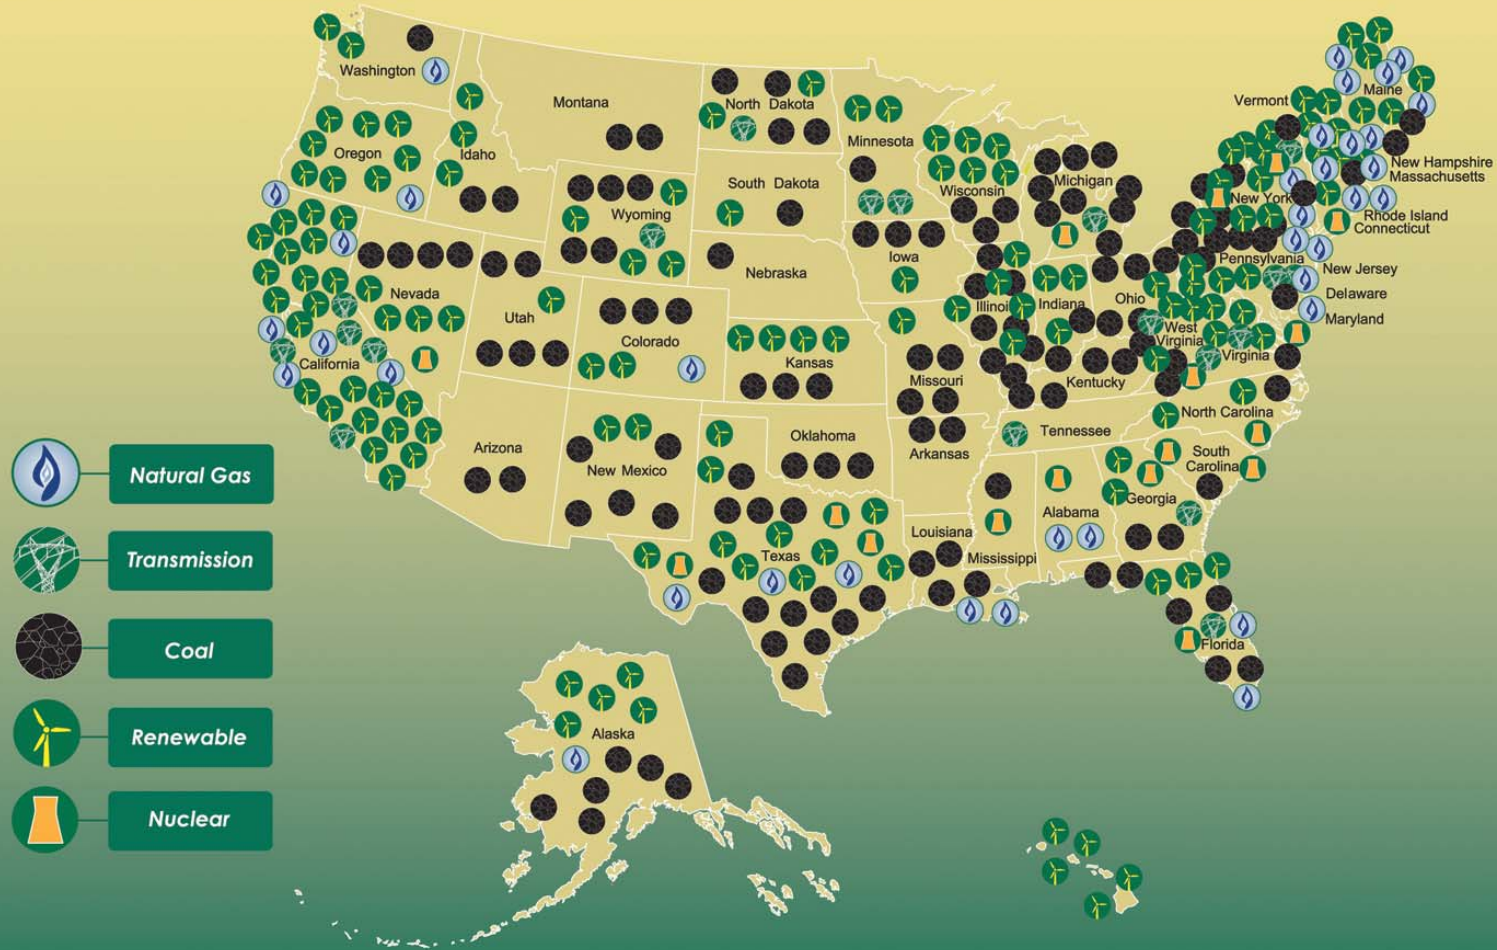 Washington
Montana
North Dakota
Minnesota
Vermont
Maine
Oregon
Idaho
New Hampshire
Massachusetts
South Dakota
Wisconsin
Michigan
New York
Wyoming
Rhode Island
Connecticut
Iowa
Pennsylvania
Nebraska
New Jersey
Nevada
Delaware
Utah
Illinoi
Indiana
Ohio
Maryland
Colorado
West
Virginia
Virginia
California
Kansas
Missouri
Kentucky
North Carolina
Arizona
New Mexico
Oklahoma
Arkansas
Tennessee
South
Carolina
Georgia
Alabama
Louisiana
Mississippi
Texas
Florida
Alaska
Natural Gas
Transmission
Coal
Renewable
Nuclear